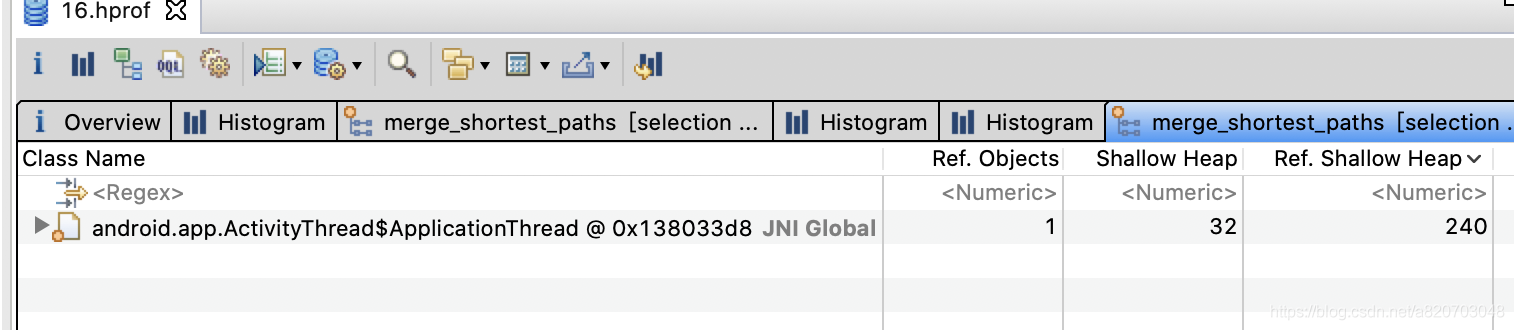 16.hprof
i OQL
i Overview Histogram merge_shortest_paths [selection ... Histogram Histogram merge_shortest_paths [selection .
Class Name Ref. Objects Shallow Heap Ref. Shallow Heap
<Regex> <Numeric> <Numeric> <Numeric>
android.app.ActivityThread$ApplicationThread @ 0x138033d8 JNI Global 1 32 240
https://blog.csdn.net/a820703048